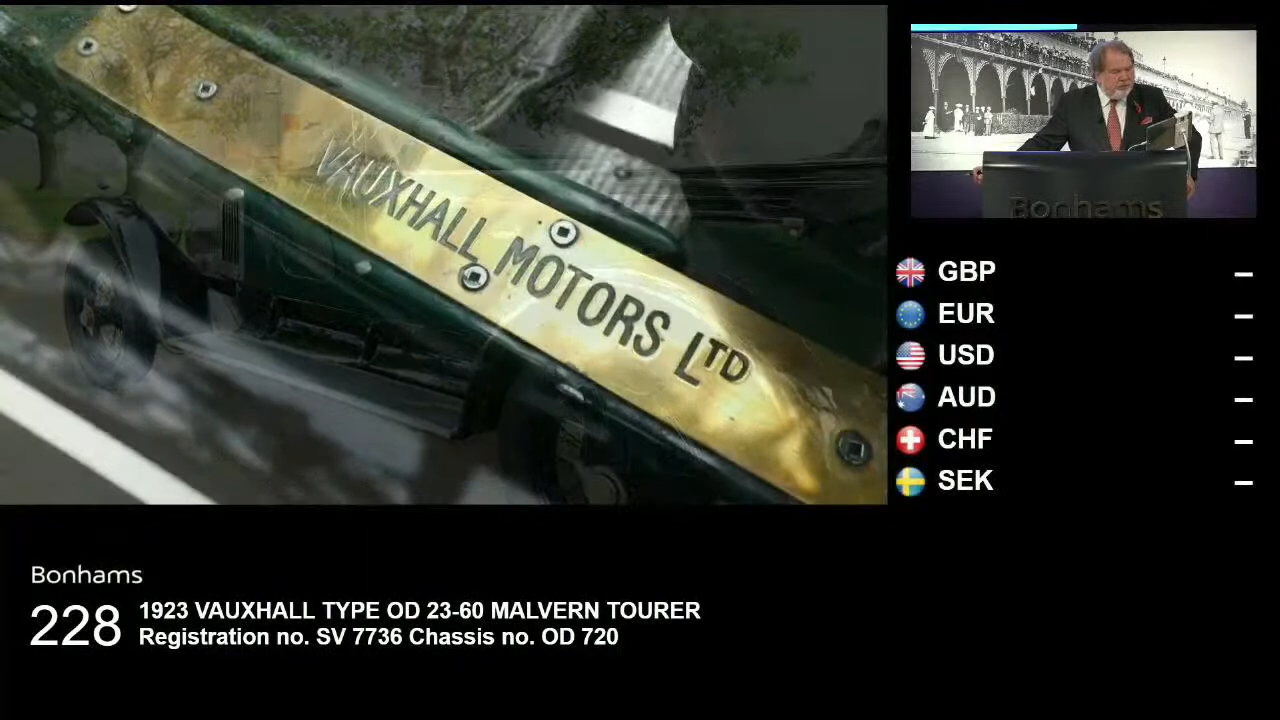 VAUXHALL MOTORS LTD
Bonhams
GBP –
EUR –
USD –
AUD –
CHF –
SEK –
Bonhams
228
1923 VAUXHALL TYPE OD 23-60 MALVERN TOURER
Registration no. SV 7736 Chassis no. OD 720